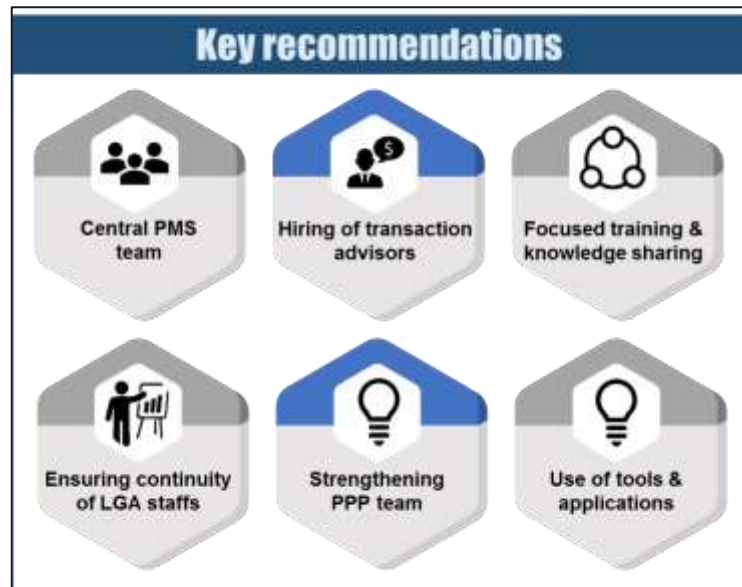 Key recommendations
Central PMS
team
Hiring of transaction
advisors
Focused training &
knowledge sharing
Ensuring continuity
of LGA staffs
Strengthening
PPP team
Use of tools &
applications